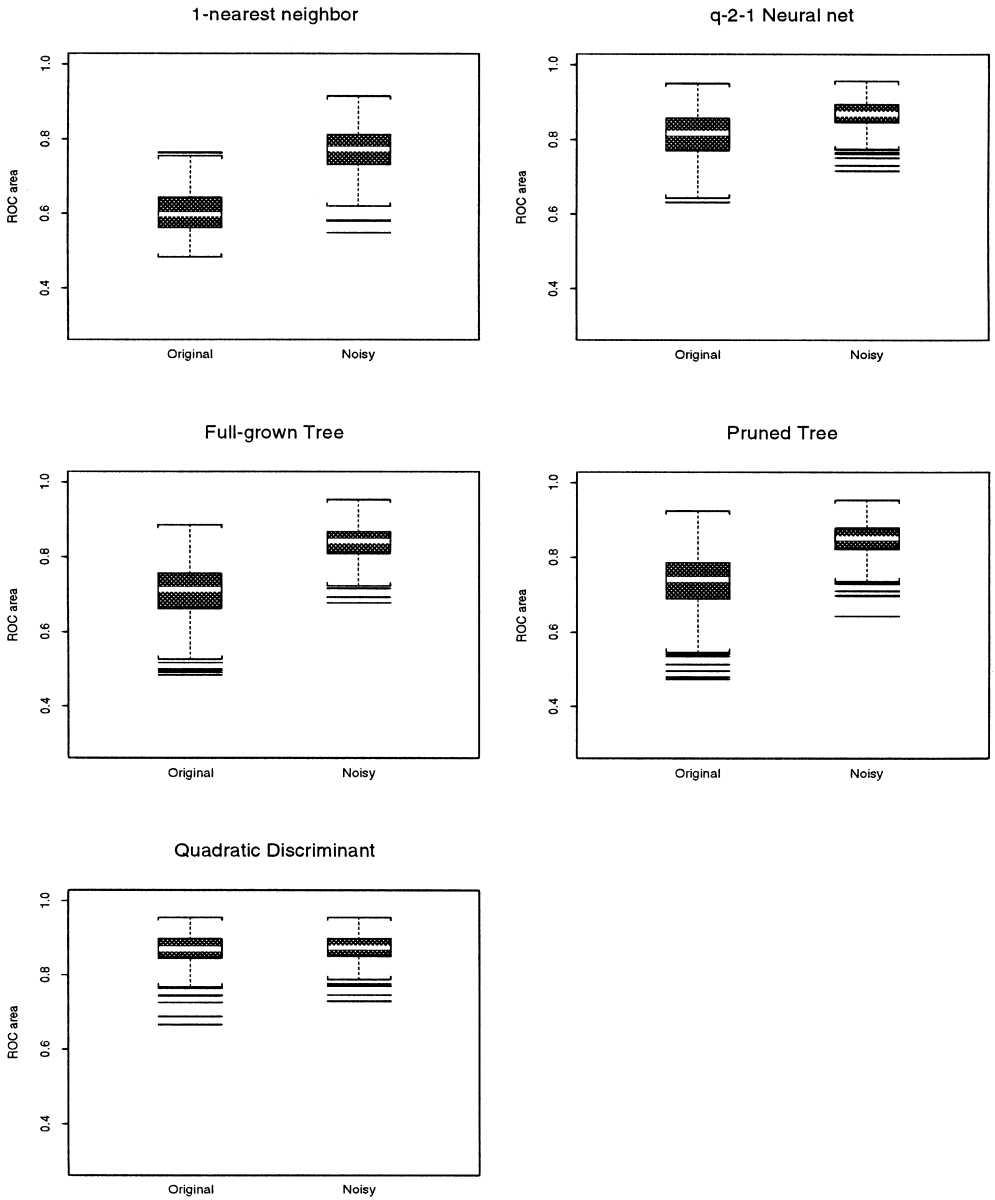 1-nearest neighbor
ROC area
1.0
0.8
0.6
0.4
Original
Noisy
q-2-1 Neural net
ROC area
1.0
0.8
0.6
0.4
Original
Noisy
Full-grown Tree
ROC area
1.0
0.8
0.6
0.4
Original
Noisy
Pruned Tree
ROC area
1.0
0.8
0.6
0.4
Original
Noisy
Quadratic Discriminant
ROC area
1.0
0.8
0.6
0.4
Original
Noisy